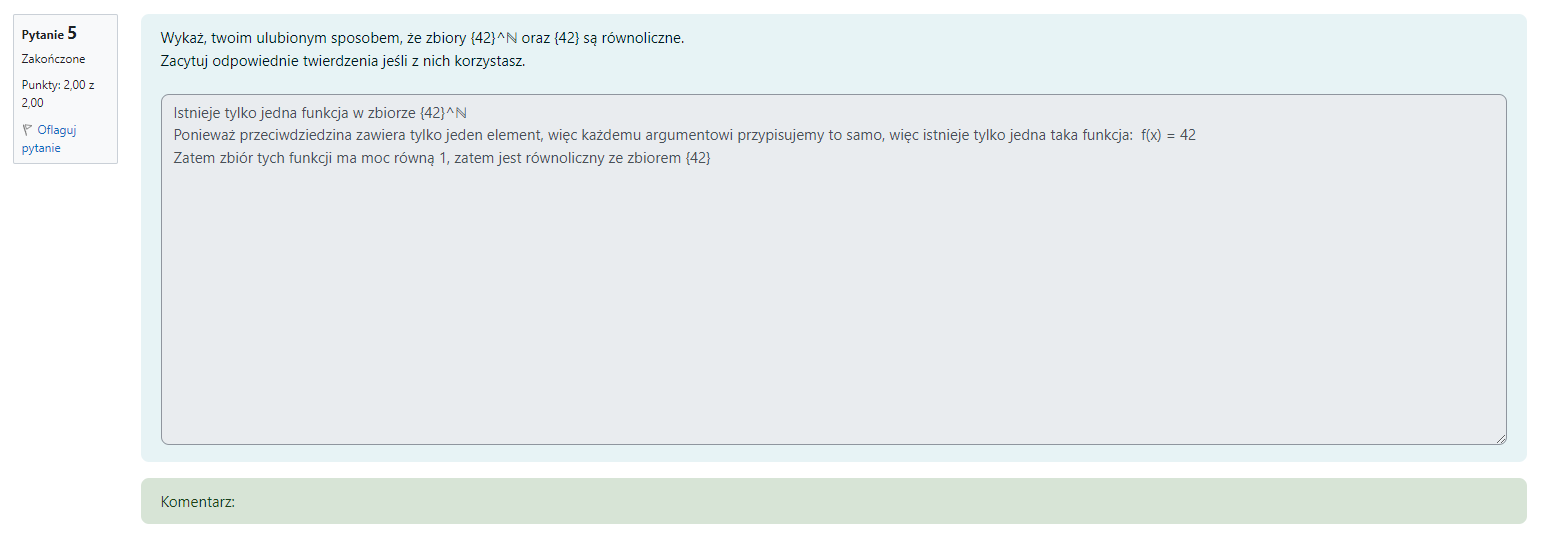 Pytanie 5
Zakończone
Punkty: 2,00 z
2,00
Oflaguj
pytanie
Wykaż, twoim ulubionym sposobem, że zbiory {42}^ℕ oraz {42} są równoliczne.
Zacytuj odpowiednie twierdzenia jeśli z nich korzystasz.
Istnieje tylko jedna funkcja w zbiorze {42}^ℕ
Ponieważ przeciwdziedzina zawiera tylko jeden element, więc każdemu argumentowi przypisujemy to samo, więc istnieje tylko jedna taka funkcja:  f(x) = 42
Zatem zbiór tych funkcji ma moc równą 1, zatem jest równoliczny ze zbiorem {42}
Komentarz: